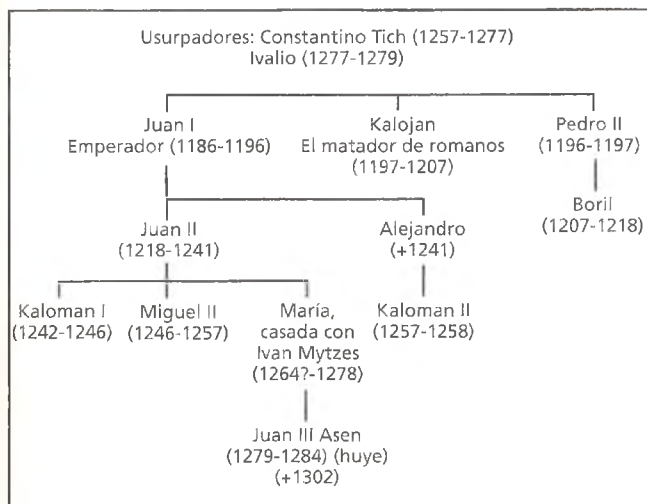 Usurpadores: Constantino Tich (1257-1277)
Ivalio (1277-1279)
Juan I
Emperador (1186-1196)
Kalojan
El matador de romanos
(1197-1207)
Pedro II
(1196-1197)
Boril
(1207-1218)
Juan II
(1218-1241)
Alejandro
(+1241)
Kaloman I
(1242-1246)
Miguel II
(1246-1257)
María,
casada con
Ivan Mytzes
(1264?-1278)
Kaloman II
(1257-1258)
Juan III Asen
(1279-1284) (huye)
(+1302)